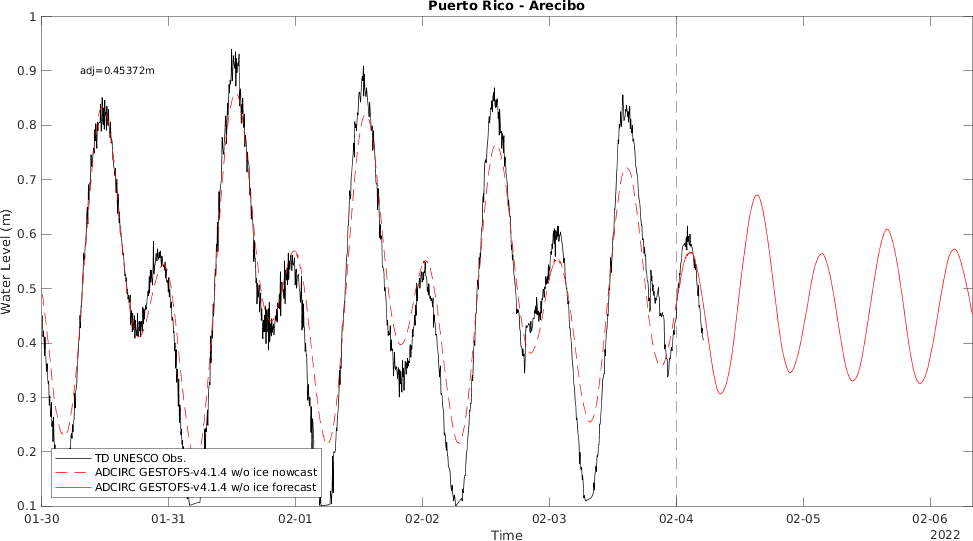 Puerto Rico - Arecibo
1
0.9
0.8
0.7
0.6
0.5
0.4
0.3
0.2
0.1
Water Level (m)
adj=0.45372m
TD UNESCO Obs.
ADCIRC GESTOFS-v4.1.4 w/o ice nowcast
ADCIRC GESTOFS-v4.1.4 w/o ice forecast
01-30 01-31 02-01 02-02 02-03 02-04 02-05 02-06
Time
2022